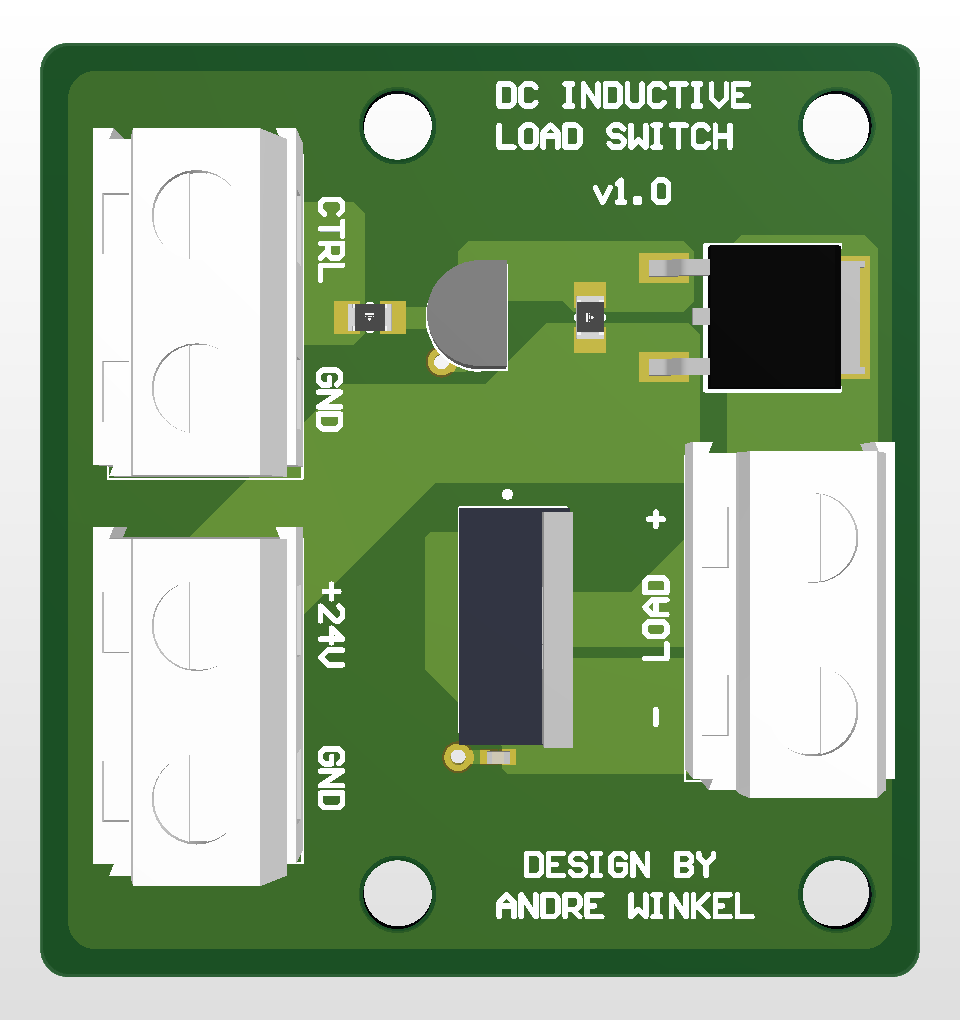 DC INDUCTIVE
LOAD SWITCH
v1.0
CTRL
GND
+24V
GND
+
LOAD
-
DESIGN BY
ANDRE WINKEL